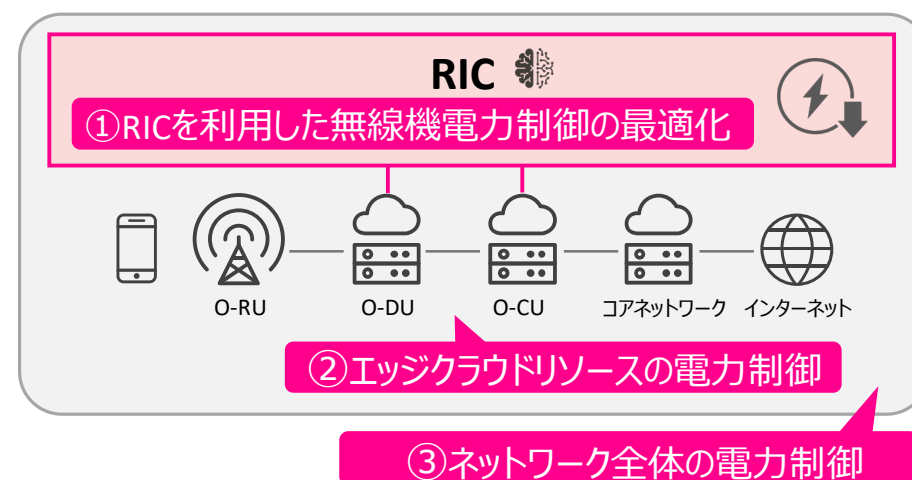 RIC
①RICを利用した無線機電力制御の最適化
O-RU
O-DU
O-CU
コアネットワーク
インターネット
②エッジクラウドリソースの電力制御
③ネットワーク全体の電力制御